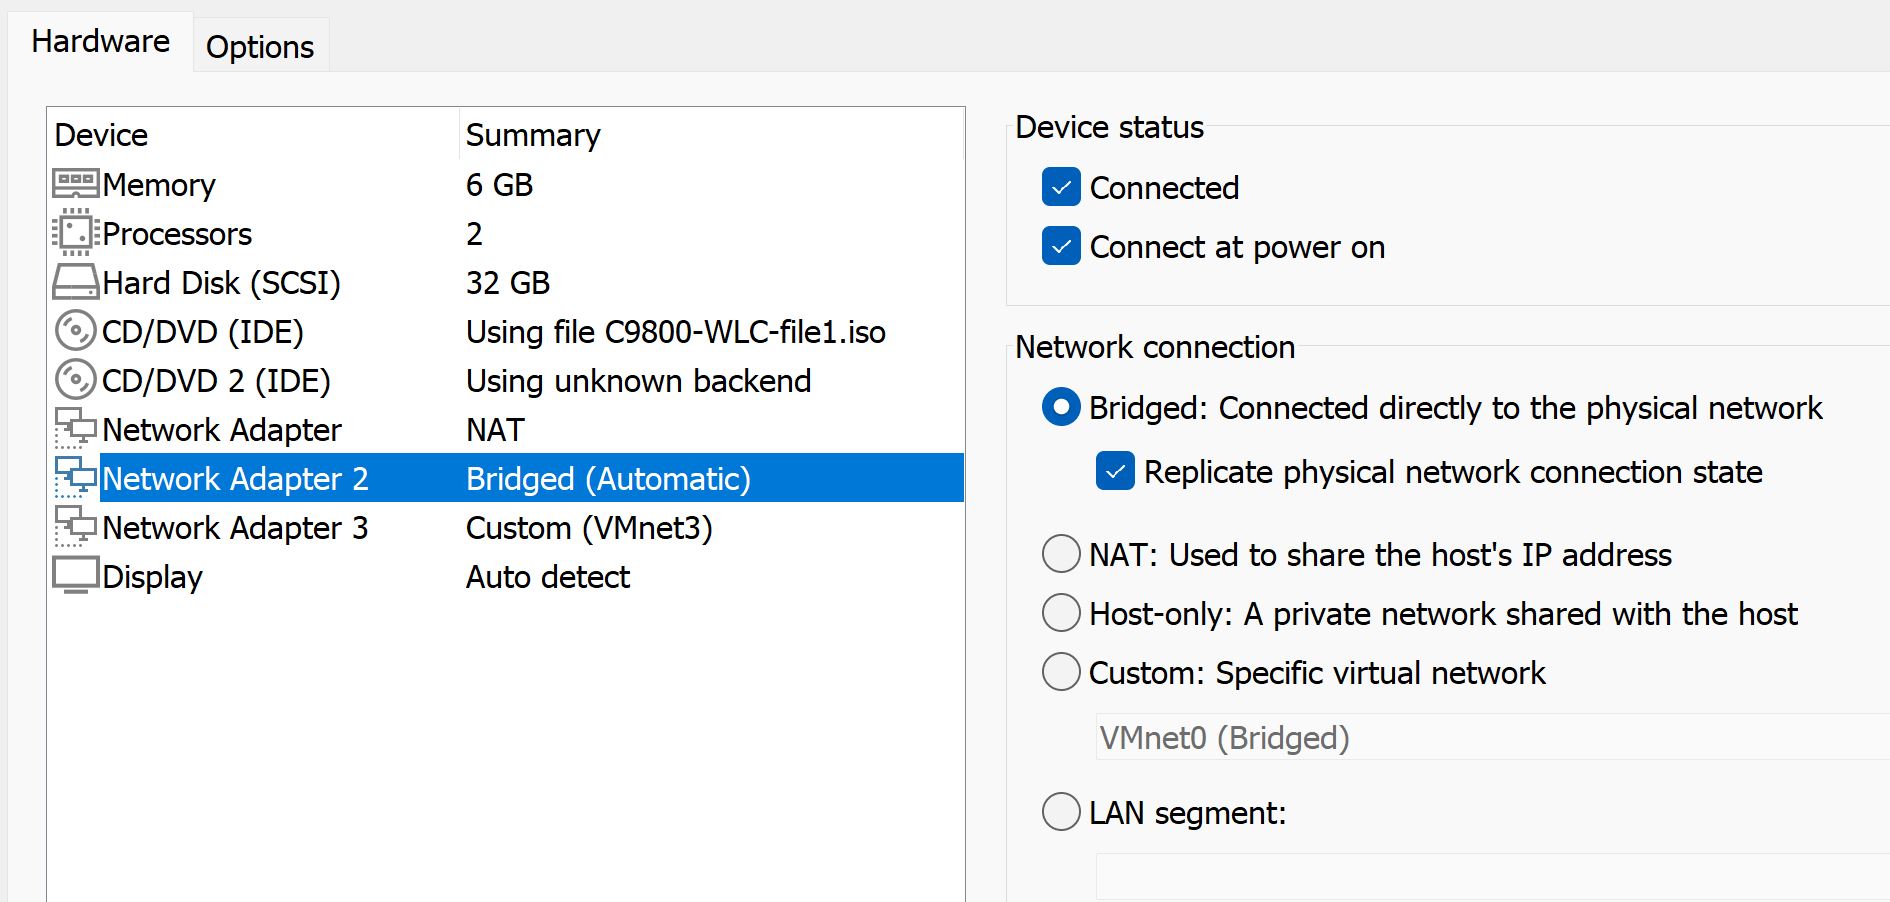 Hardware
Options
Device Summary
Memory 6 GB
Processors 2
Hard Disk (SCSI) 32 GB
CD/DVD (IDE) Using file C9800-WLC-file1.iso
CD/DVD 2 (IDE) Using unknown backend
Network Adapter NAT
Network Adapter 2 Bridged (Automatic)
Network Adapter 3 Custom (VMnet3)
Display Auto detect
Device status
Connected
Connect at power on
Network connection
Bridged: Connected directly to the physical network
Replicate physical network connection state
NAT: Used to share the host's IP address
Host-only: A private network shared with the host
Custom: Specific virtual network
VMnet0 (Bridged)
LAN segment: